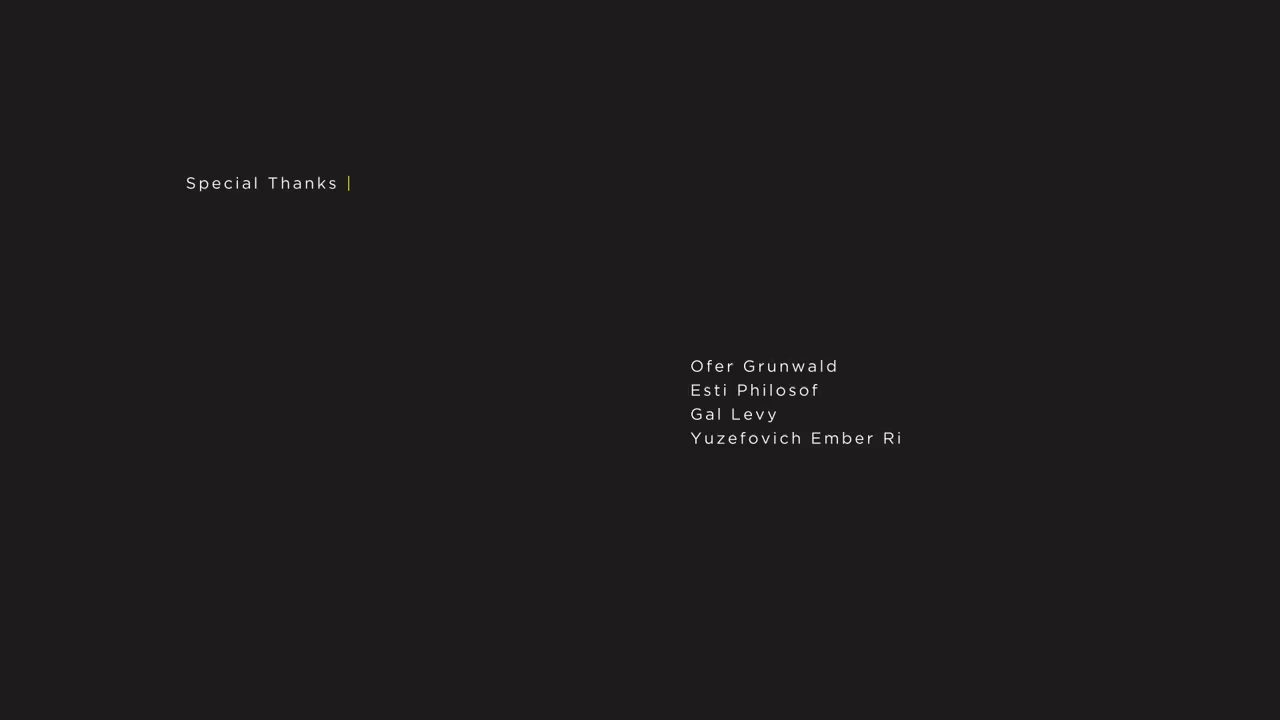 Special Thanks |
Ofer Grunwald
Esti Philosof
Gal Levy
Yuzefovich Ember Ri